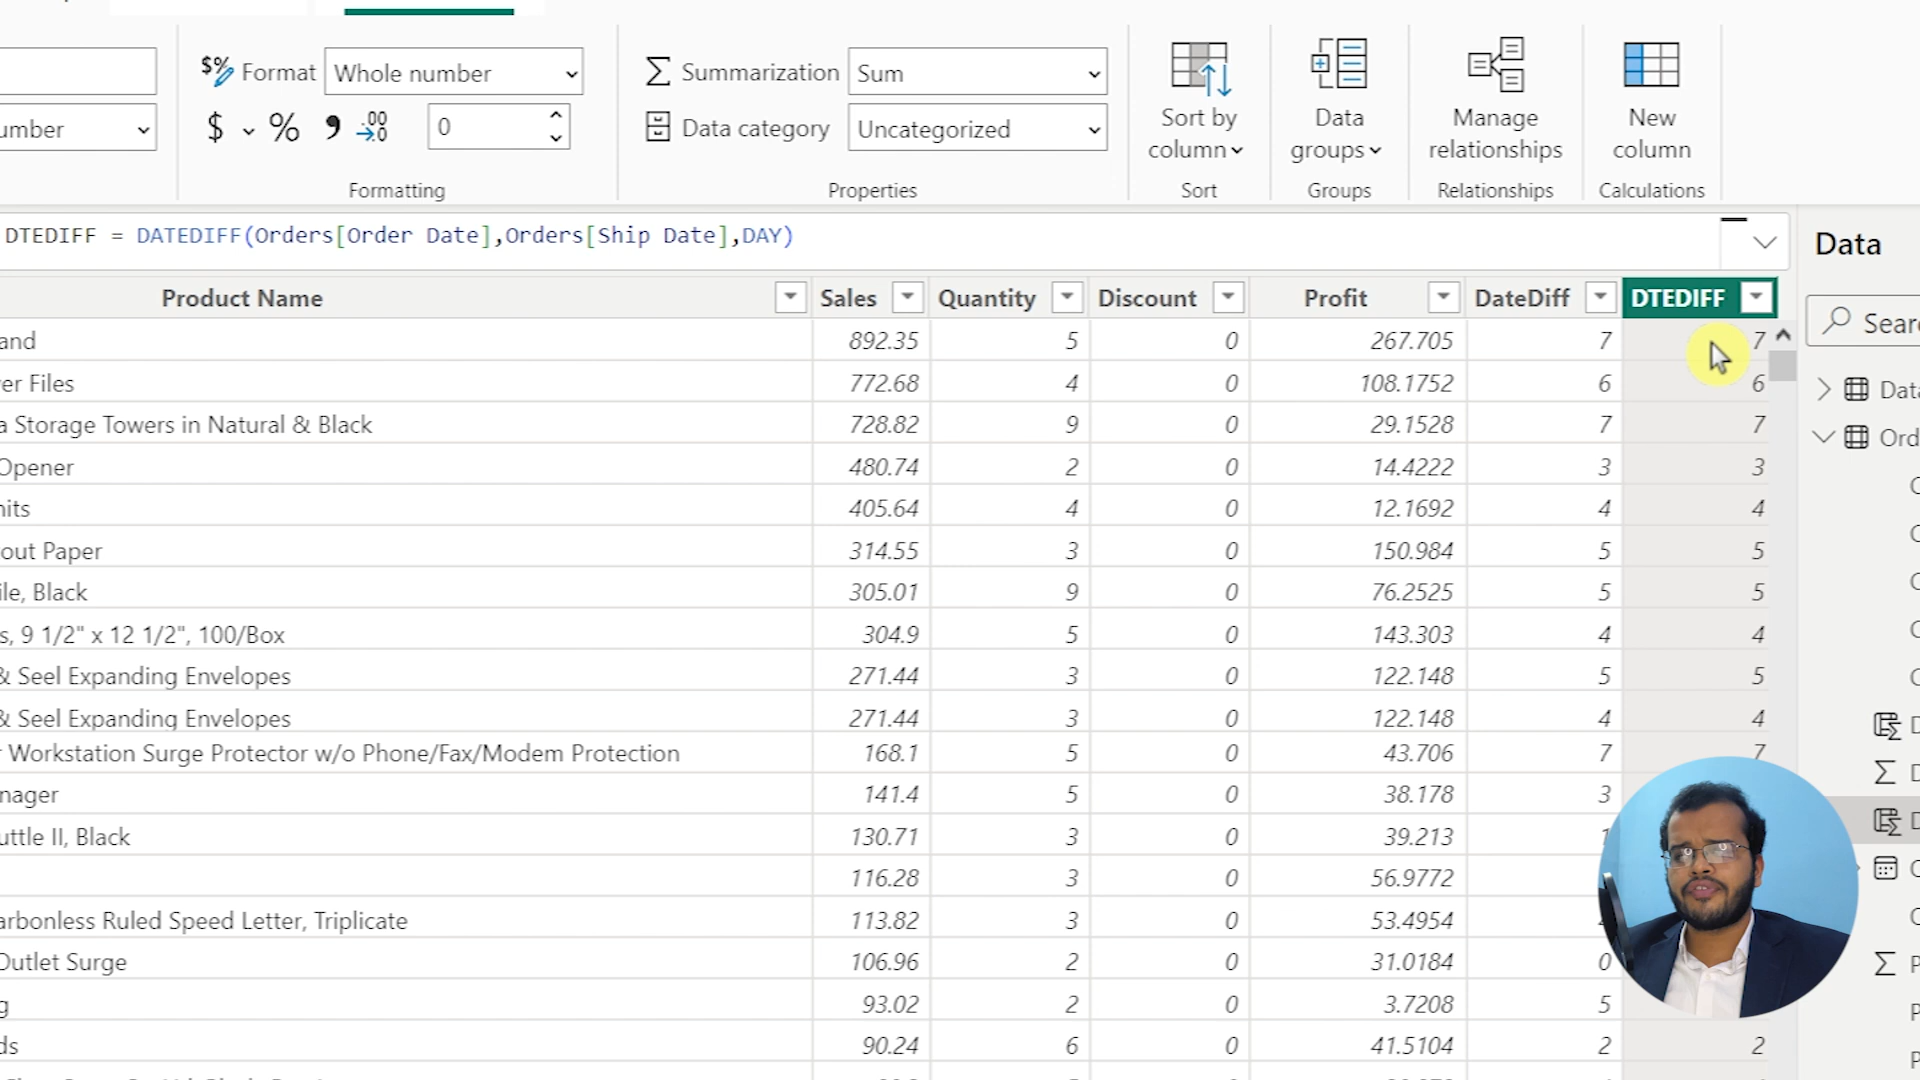 Format Whole number
Summarization Sum
$ % 0
Data category Uncategorized
Sort by column
Data groups
Manage relationships
New column
Formatting Properties Sort Groups Relationships Calculations
DTEDIFF = DATEDIFF(Orders[Order Date],Orders[Ship Date],DAY)
Data
Product Name Sales Quantity Discount Profit DateDiff DTEDIFF
892.35 5 0 267.705 7 7
er Files 772.68 4 0 108.1752 6 6
a Storage Towers in Natural & Black 728.82 9 0 29.1528 7 7
Opener 480.74 2 0 14.4222 3 3
405.64 4 0 12.1692 4 4
out Paper 314.55 3 0 150.984 5 5
ile, Black 305.01 9 0 76.2525 5 5
s, 9 1/2" x 12 1/2", 100/Box 304.9 5 0 143.303 4 4
& Seel Expanding Envelopes 271.44 3 0 122.148 5 5
& Seel Expanding Envelopes 271.44 3 0 122.148 4 4
r Workstation Surge Protector w/o Phone/Fax/Modem Protection 168.1 5 0 43.706 7 7
nager 141.4 5 0 38.178 3
uttle II, Black 130.71 3 0 39.213
116.28 3 0 56.9772
arbonless Ruled Speed Letter, Triplicate 113.82 3 0 53.4954
Outlet Surge 106.96 2 0 31.0184 0
93.02 2 0 3.7208 5
ds 90.24 6 0 41.5104 2 2